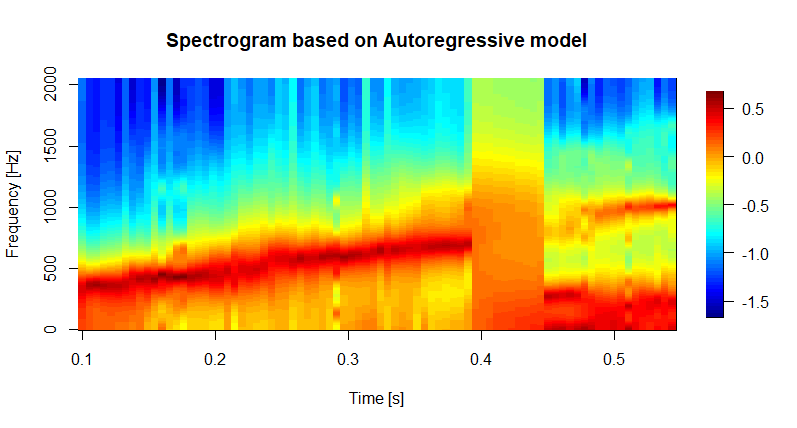 Spectrogram based on Autoregressive model
Frequency [Hz]
2000
1500
1000
500
0
0.1 0.2 0.3 0.4 0.5
Time [s]
0.5
0.0
-0.5
-1.0
-1.5